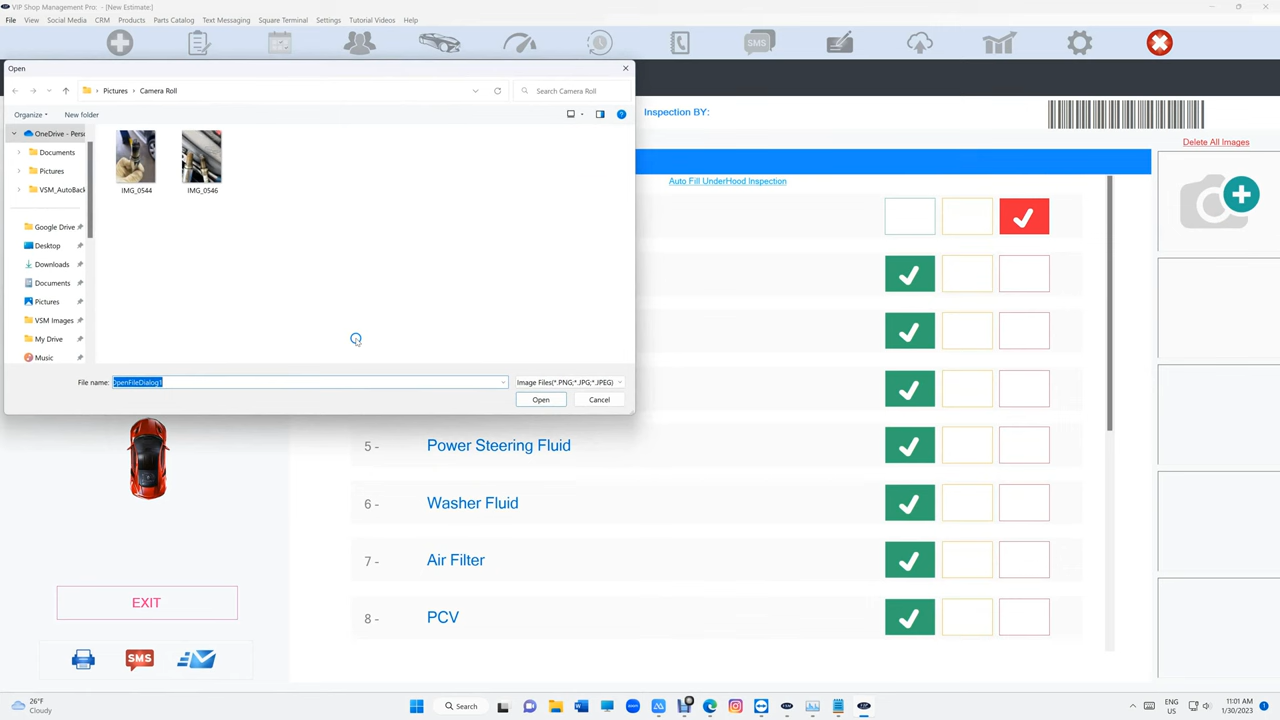 VIP Shop Management Pro: - [New Estimate:]
File View Social Media CRM Products Parts Catalog Text Messaging Square Terminal Settings Tutorial Videos Help
SMS
Open
Pictures > Camera Roll
Search Camera Roll
Organize New folder
OneDrive - Pers
Documents
Pictures
VSM_AutoBack
Google Drive
Desktop
Downloads
Documents
Pictures
VSM Images
My Drive
Music
IMG_0544 IMG_0546
File name: OpenFileDialog1
Image Files(*.PNG;*.JPG;*.JPEG)
Open Cancel
Inspection BY:
Delete All Images
Auto Fill UnderHood Inspection
5 - Power Steering Fluid
6 - Washer Fluid
7 - Air Filter
8 - PCV
EXIT
SMS
26°F
Cloudy
Search
ENG
US
11:01 AM
1/30/2023